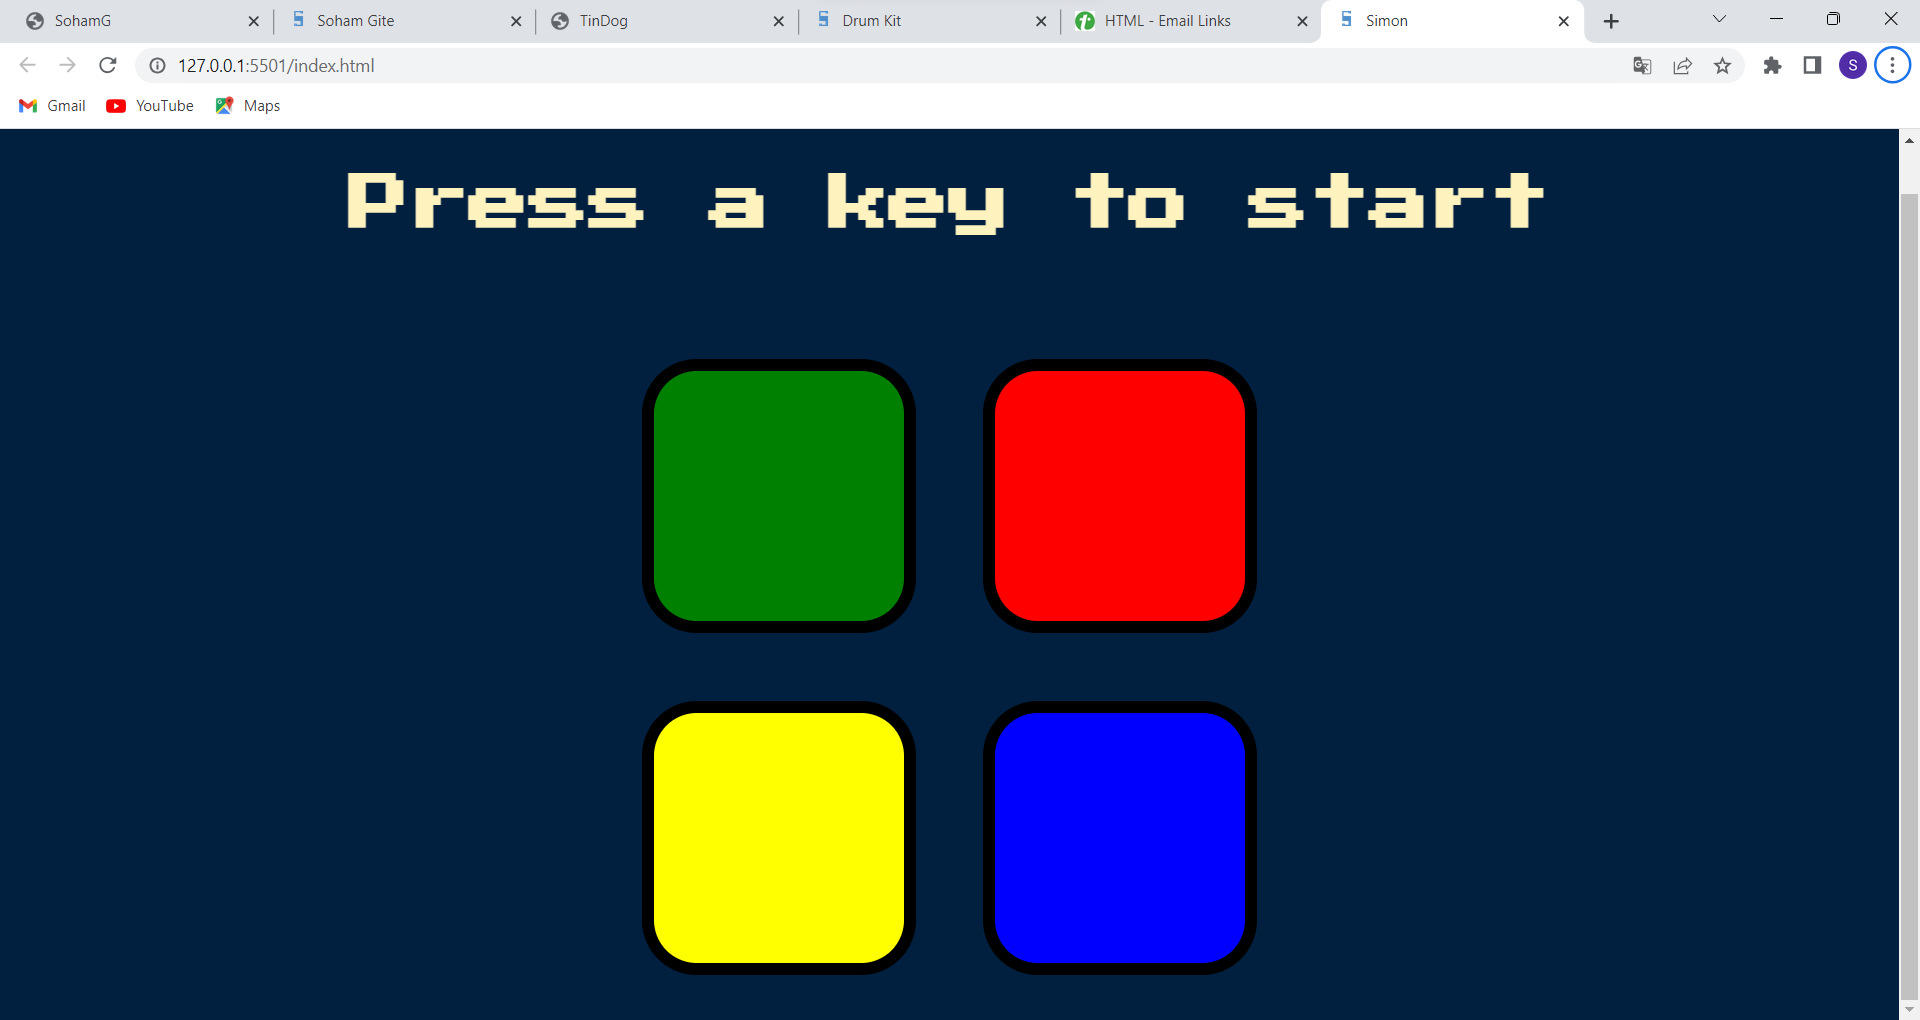 SohamG
Soham Gite
TinDog
Drum Kit
HTML - Email Links
Simon
127.0.0.1:5501/index.html
S
Gmail
YouTube
Maps
Press a key to start